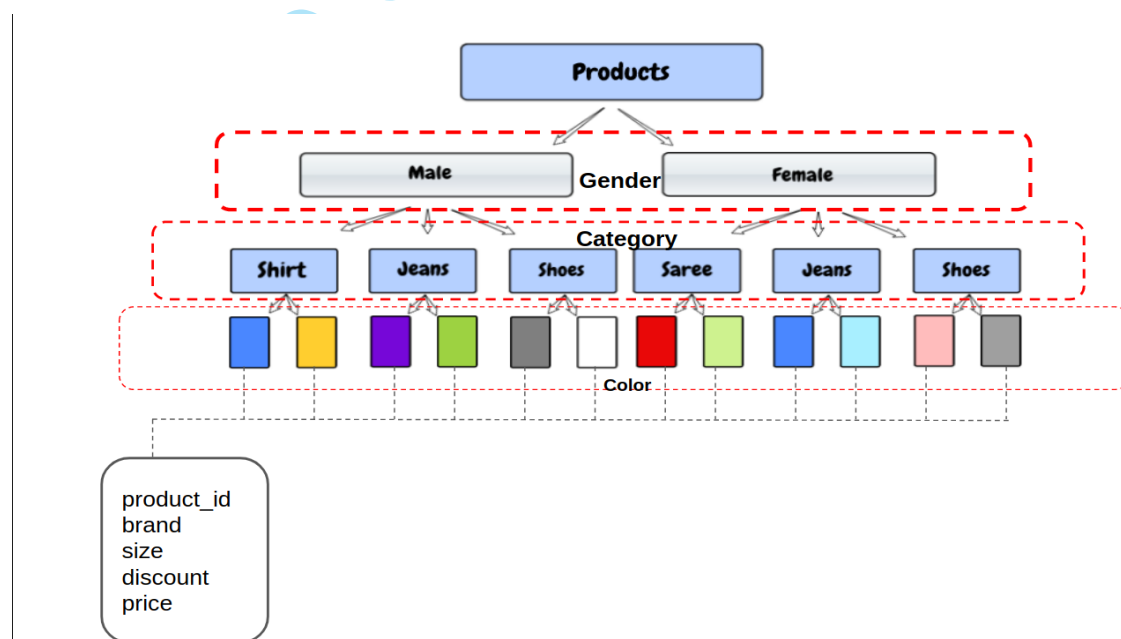 Products
Male
Gender
Female
Category
Shirt
Jeans
Shoes
Saree
Jeans
Shoes
Color
product_id
brand
size
discount
price